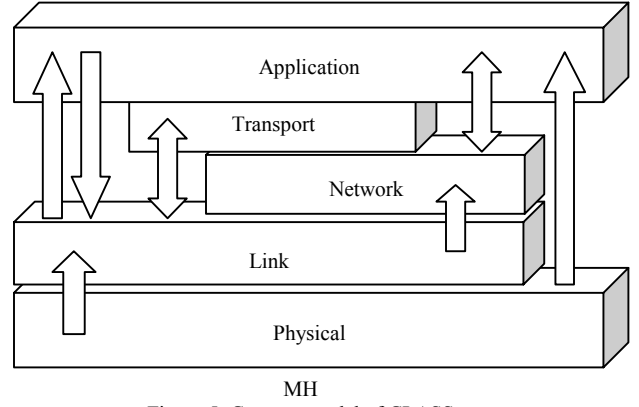 Application
Transport
Network
Link
Physical
MH